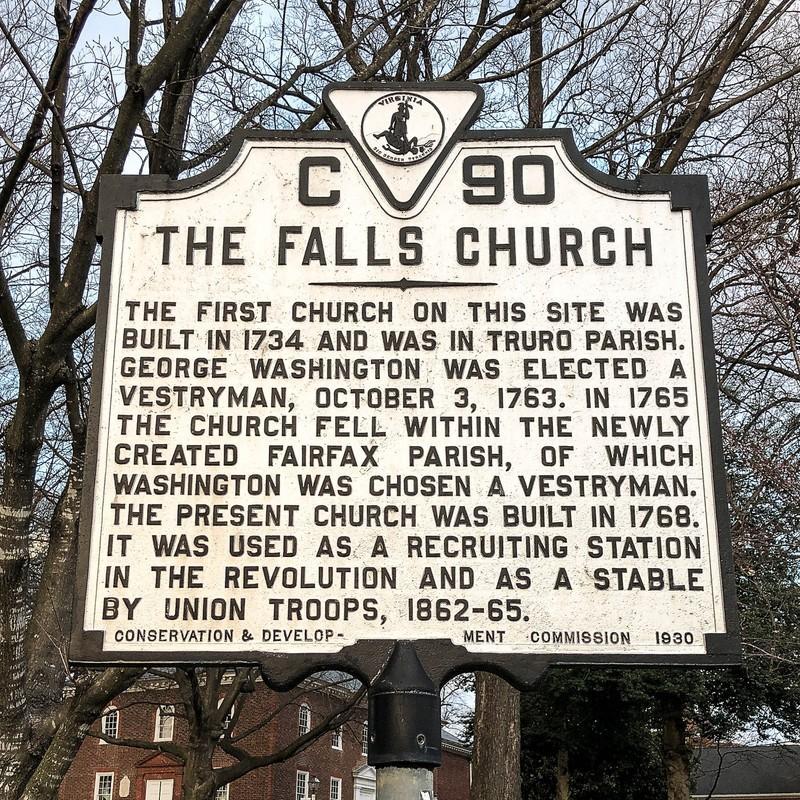 VIRGINIA
SIC SEMPER TYRANNIS
C 90
THE FALLS CHURCH
THE FIRST CHURCH ON THIS SITE WAS
BUILT IN 1734 AND WAS IN TRURO PARISH.
GEORGE WASHINGTON WAS ELECTED A
VESTRYMAN, OCTOBER 3, 1763. IN 1765
THE CHURCH FELL WITHIN THE NEWLY
CREATED FAIRFAX PARISH, OF WHICH
WASHINGTON WAS CHOSEN A VESTRYMAN.
THE PRESENT CHURCH WAS BUILT IN 1768.
IT WAS USED AS A RECRUITING STATION
IN THE REVOLUTION AND AS A STABLE
BY UNION TROOPS, 1862-65.
CONSERVATION & DEVELOP- MENT COMMISSION 1930